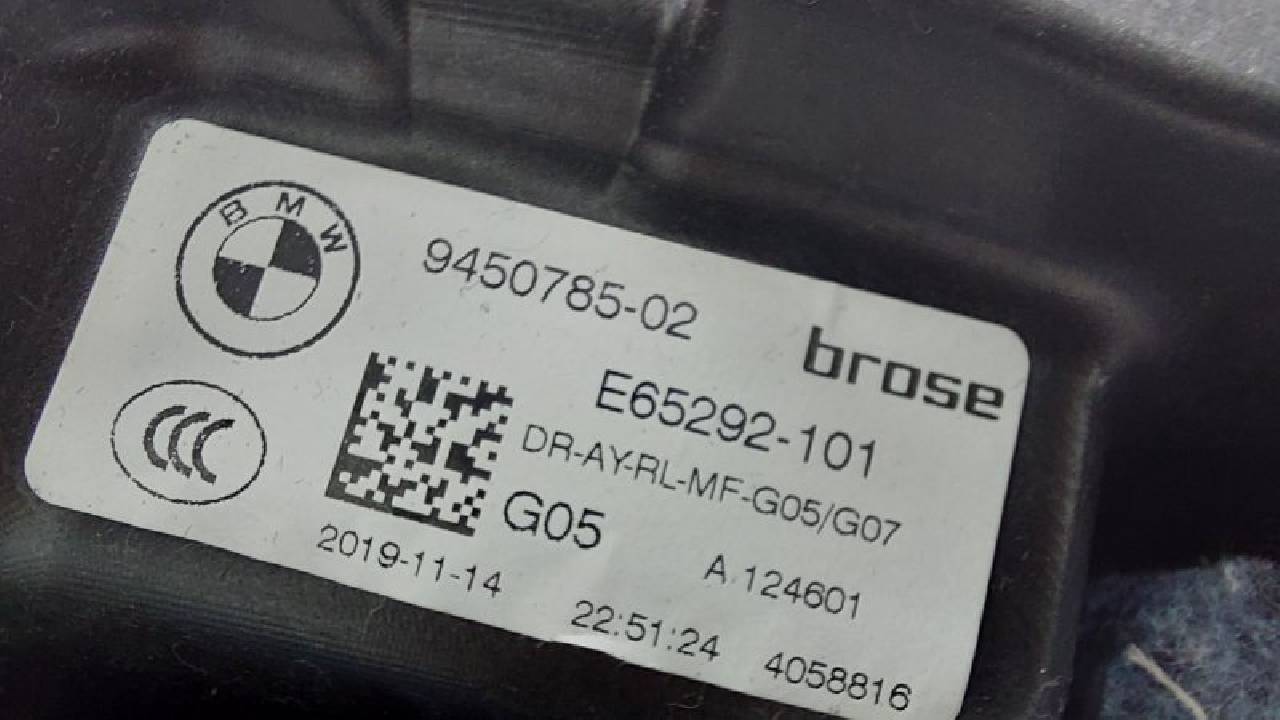 BMW
9450785-02
brose
E65292-101
DR-AY-RL-MF-G05/G07
CCC
G05
A 124601
2019-11-14
22:51:24
4058816